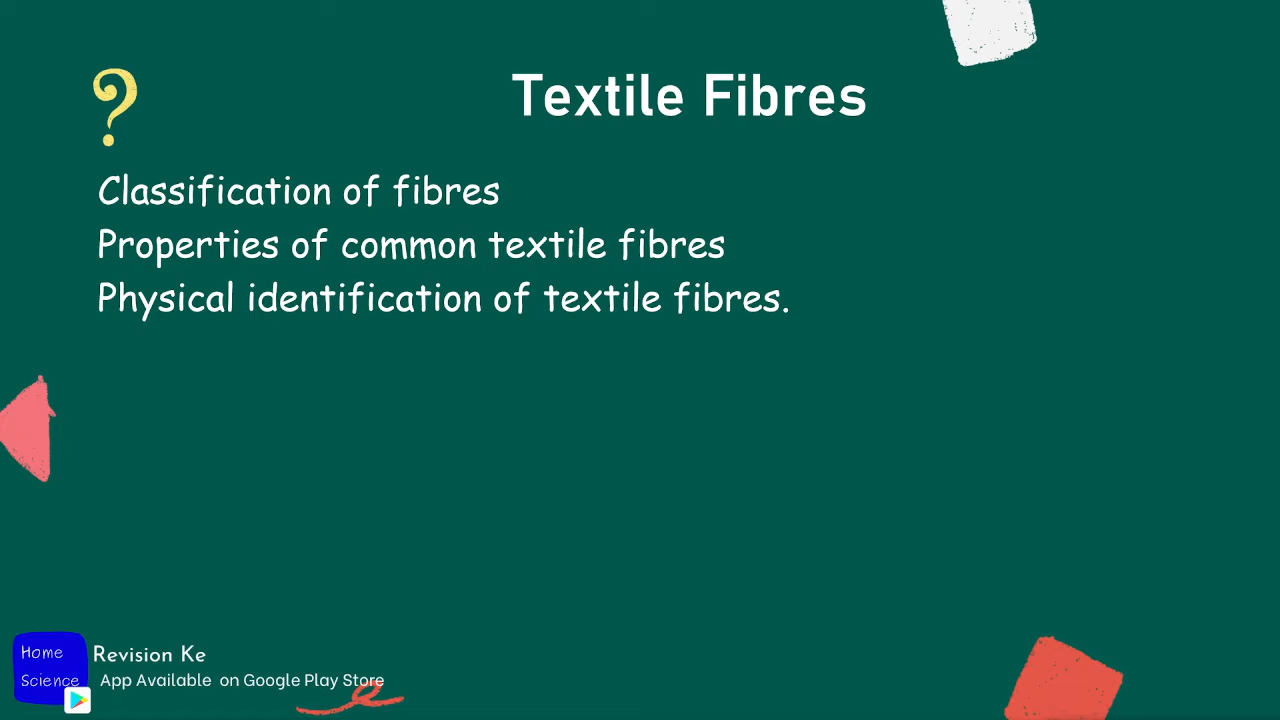 ?
Textile Fibres
Classification of fibres
Properties of common textile fibres
Physical identification of textile fibres.
Home
Science
Revision Ke
App Available on Google Play Store